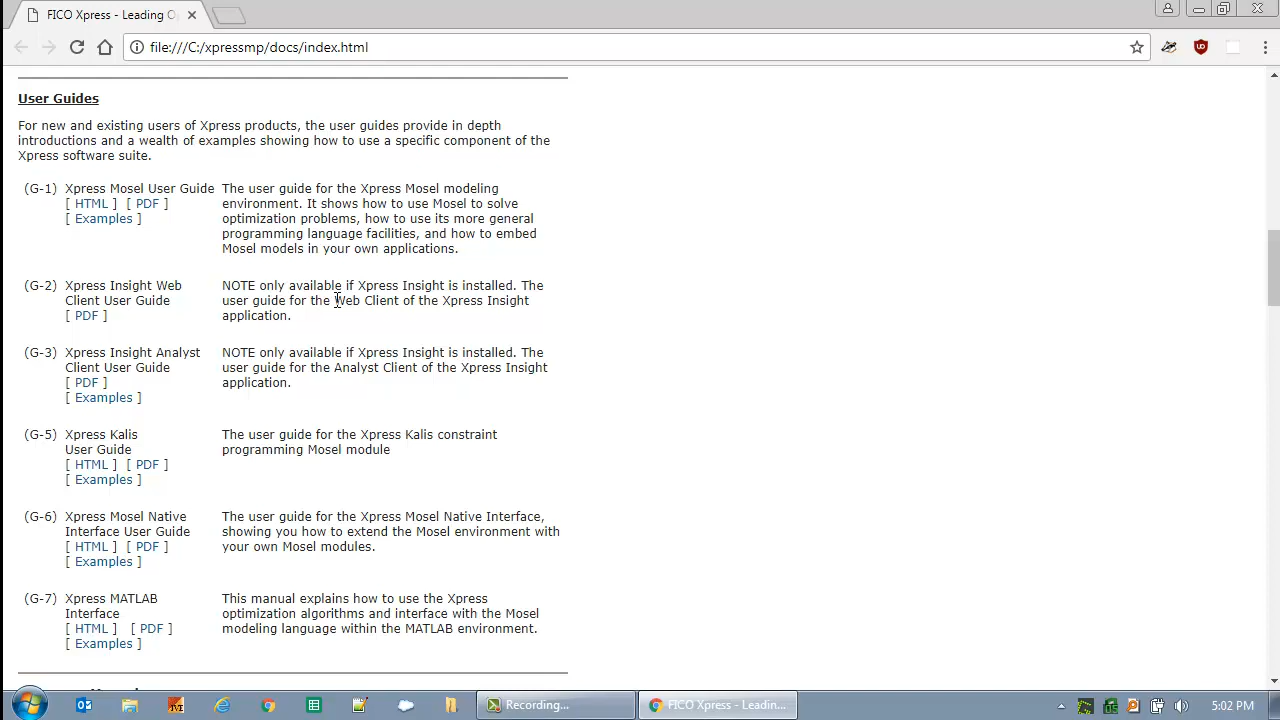 FICO Xpress - Leading O
file:///C:/xpressmp/docs/index.html
User Guides
For new and existing users of Xpress products, the user guides provide in depth
introductions and a wealth of examples showing how to use a specific component of the
Xpress software suite.
(G-1) Xpress Mosel User Guide The user guide for the Xpress Mosel modeling
[ HTML ] [ PDF ] environment. It shows how to use Mosel to solve
[ Examples ] optimization problems, how to use its more general
programming language facilities, and how to embed
Mosel models in your own applications.
(G-2) Xpress Insight Web NOTE only available if Xpress Insight is installed. The
Client User Guide user guide for the Web Client of the Xpress Insight
[ PDF ] application.
(G-3) Xpress Insight Analyst NOTE only available if Xpress Insight is installed. The
Client User Guide user guide for the Analyst Client of the Xpress Insight
[ PDF ] application.
[ Examples ]
(G-5) Xpress Kalis The user guide for the Xpress Kalis constraint
User Guide programming Mosel module
[ HTML ] [ PDF ]
[ Examples ]
(G-6) Xpress Mosel Native The user guide for the Xpress Mosel Native Interface,
Interface User Guide showing you how to extend the Mosel environment with
[ HTML ] [ PDF ] your own Mosel modules.
[ Examples ]
(G-7) Xpress MATLAB This manual explains how to use the Xpress
Interface optimization algorithms and interface with the Mosel
[ HTML ] [ PDF ] modeling language within the MATLAB environment.
[ Examples ]
Recording... FICO Xpress - Leadin... 5:02 PM